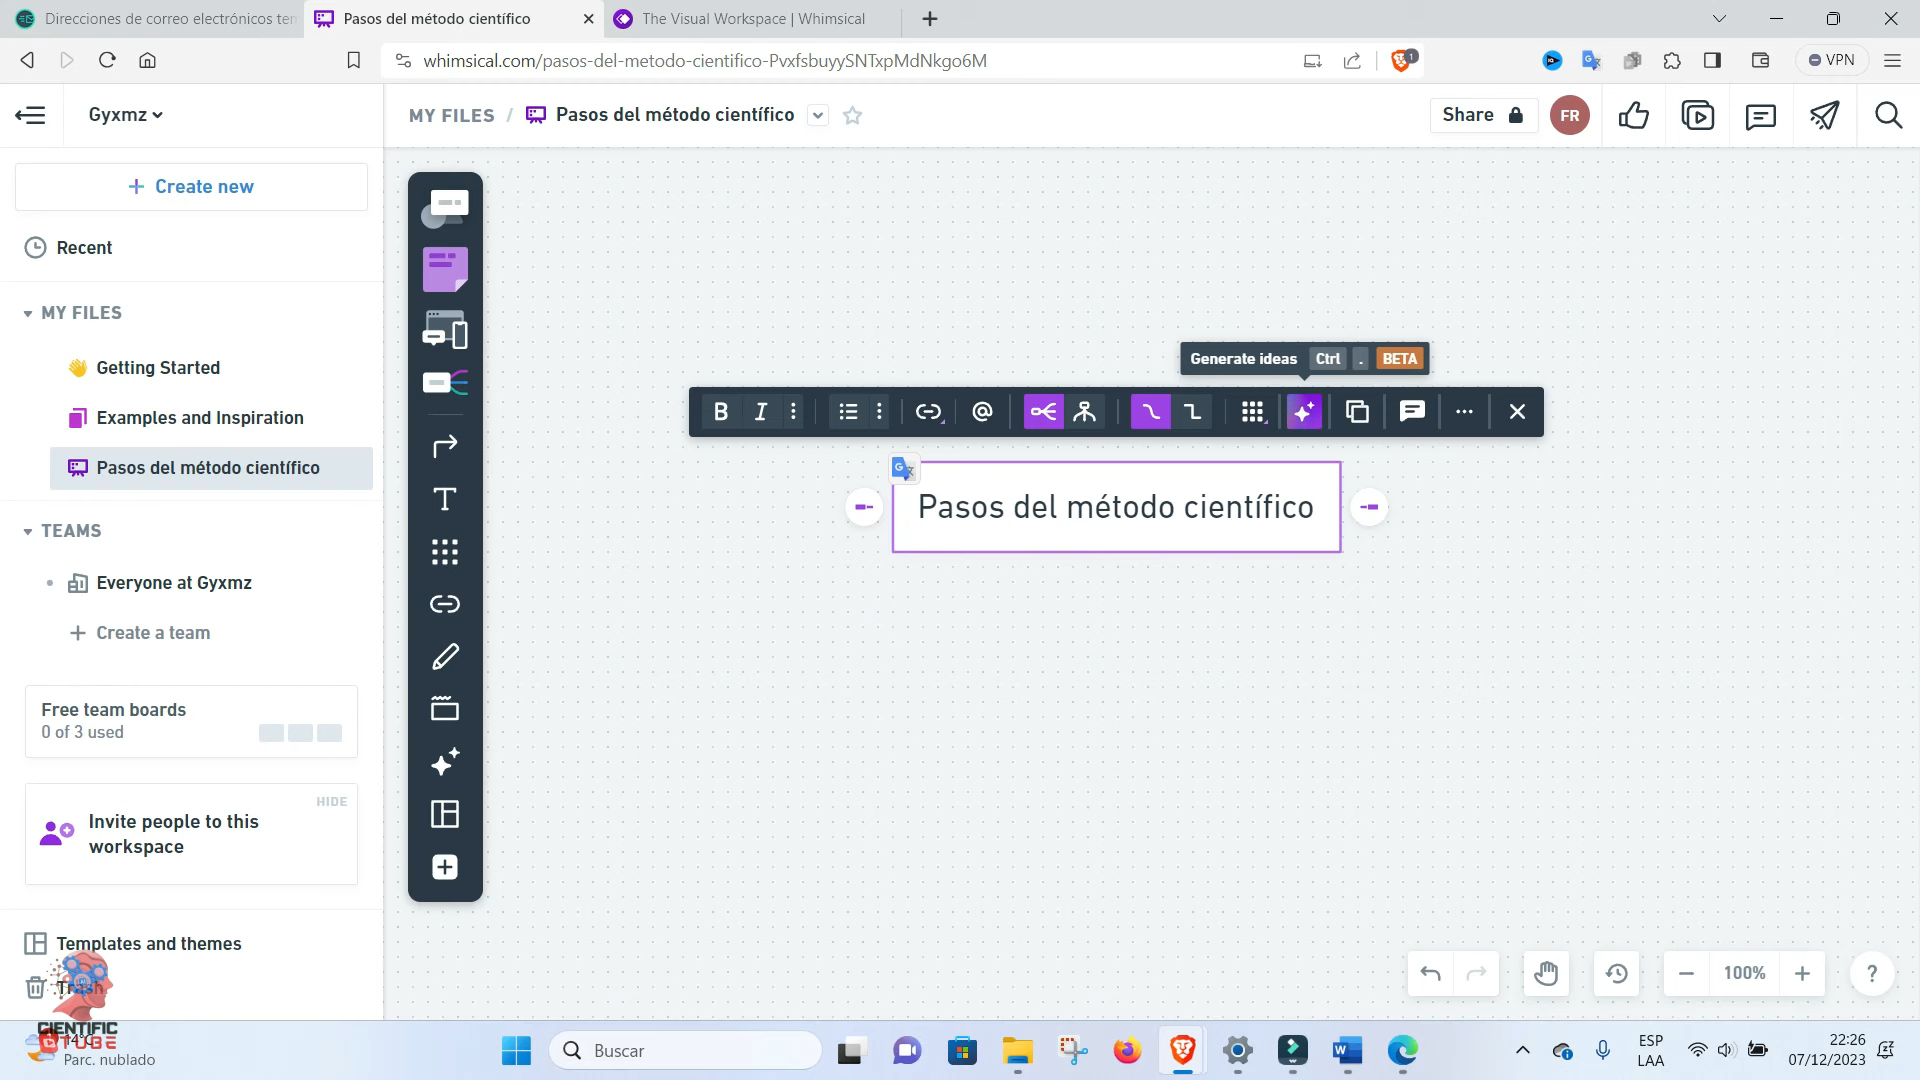 Direcciones de correo electrónicos ten
Pasos del método científico
The Visual Workspace | Whimsical
whimsical.com/pasos-del-metodo-cientifico-PvxfsbuyySNTxpMdNkgo6M
1
VPN
Gyxmz
MY FILES / Pasos del método científico
Share
FR
Create new
Recent
MY FILES
Getting Started
Examples and Inspiration
Pasos del método científico
TEAMS
Everyone at Gyxmz
Create a team
Free team boards
0 of 3 used
HIDE
Invite people to this
workspace
Templates and themes
Trash
Generate ideas Ctrl . BETA
B I
Pasos del método científico
100%
?
CIENTIFIC
TUBE
14°C
Parc. nublado
Buscar
ESP
LAA
22:26
07/12/2023